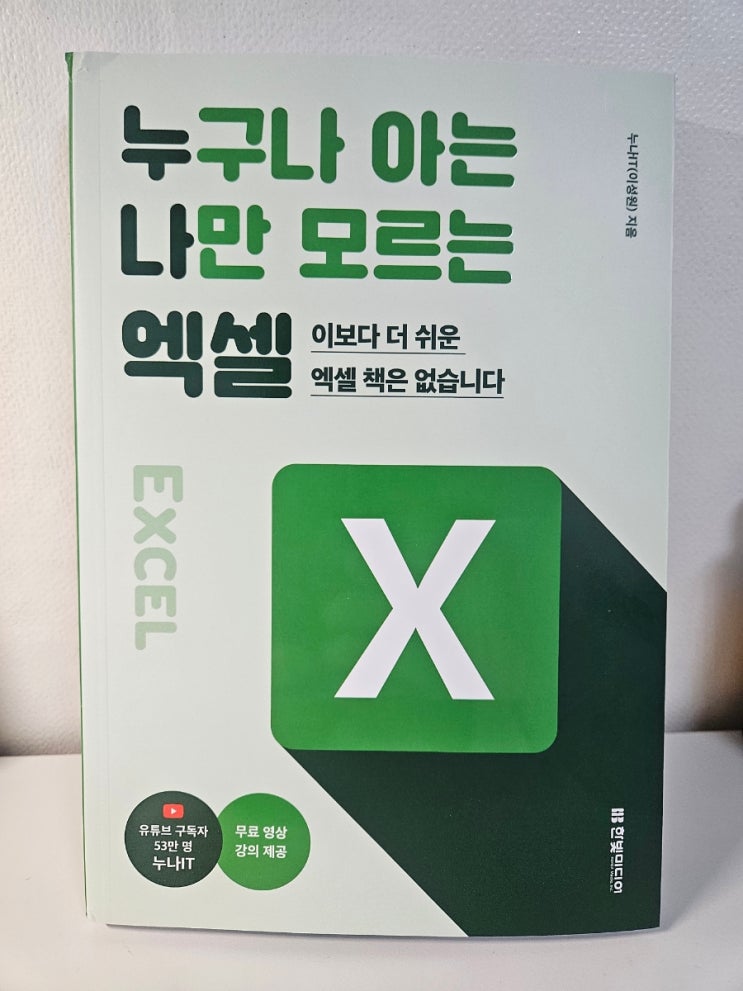 누구나 아는
나만 모르는
엑셀
이보다 더 쉬운
엑셀 책은 없습니다
누나IT(이성원) 지음
EXCEL
X
유튜브 구독자
53만 명
누나IT
무료 영상
강의 제공
한빛미디어